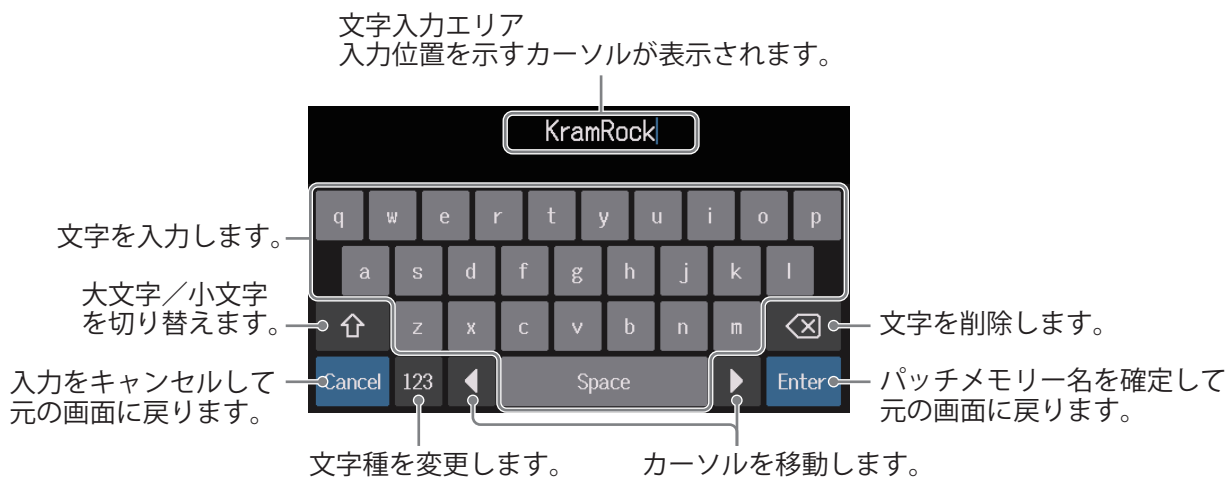 文字入力エリア
入力位置を示すカーソルが表示されます。
KramRock
q w e r t y u i o p
文字を入力します。
a s d f g h j k l
大文字／小文字
を切り替えます。
z x c v b n m
文字を削除します。
入力をキャンセルして
元の画面に戻ります。
Cancel 123 Space Enter
パッチメモリー名を確定して
元の画面に戻ります。
文字種を変更します。
カーソルを移動します。